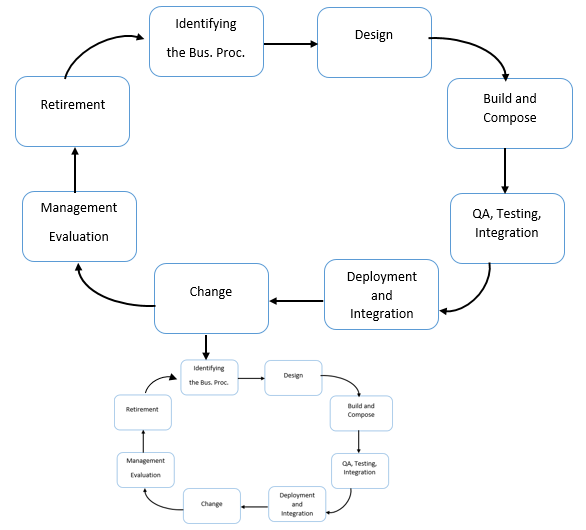 Identifying
the Bus. Proc.
Design
Build and
Compose
QA, Testing,
Integration
Deployment
and
Integration
Change
Management
Evaluation
Retirement
Identifying
the Bus. Proc.
Design
Build and
Compose
QA, Testing,
Integration
Deployment
and
Integration
Change
Management
Evaluation
Retirement